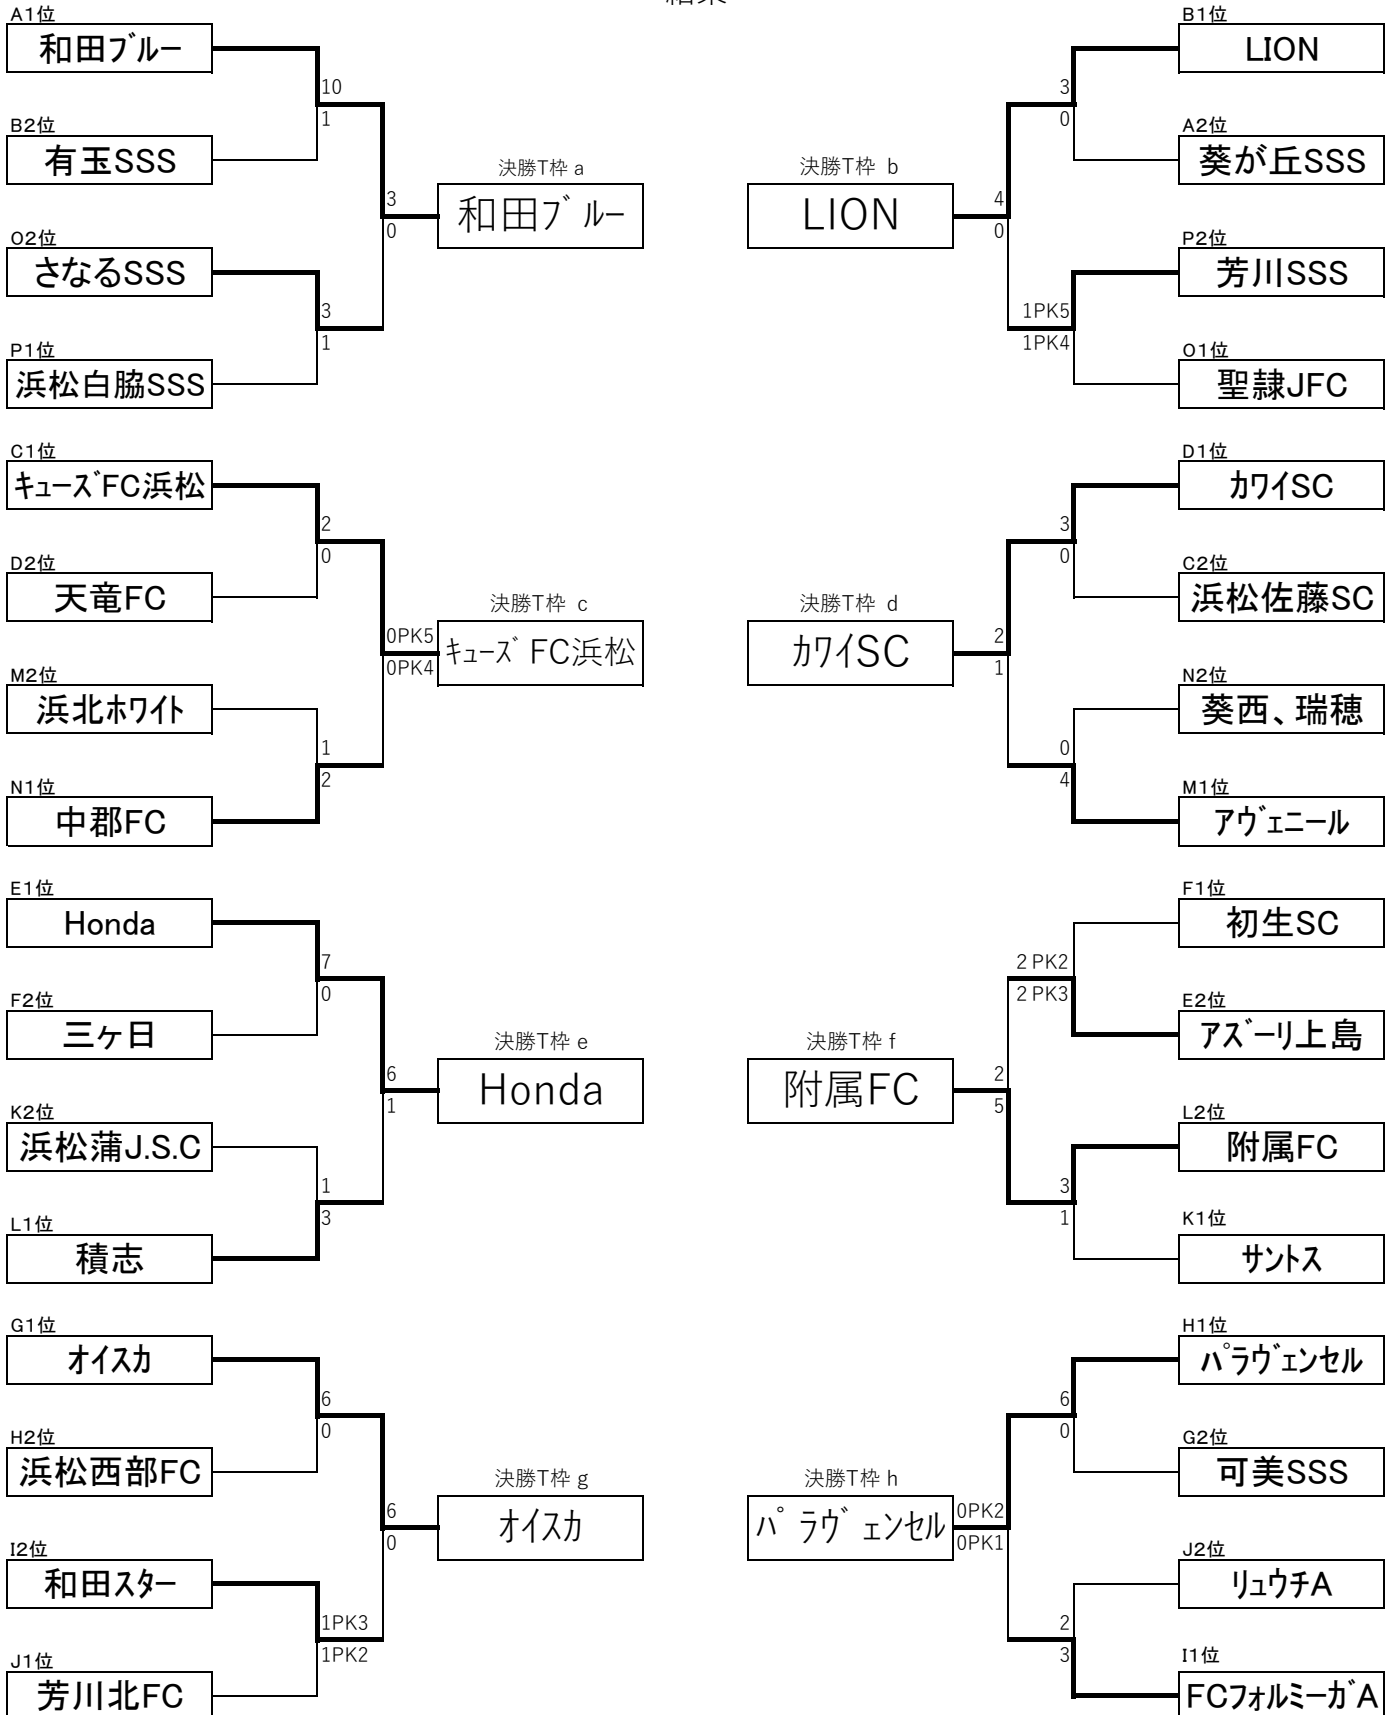 A1位
和田ﾌﾞﾙｰ
10
1
B2位
有玉SSS
決勝T枠 a
和田ﾌﾞﾙｰ
3
0
O2位
さなるSSS
3
1
P1位
浜松白脇SSS
B1位
LION
3
0
A2位
葵が丘SSS
決勝T枠 b
LION
4
0
P2位
芳川SSS
1PK5
1PK4
O1位
聖隷JFC
C1位
ｷｭｰｽﾞFC浜松
2
0
D2位
天竜FC
決勝T枠 c
ｷｭｰｽﾞFC浜松
0PK5
0PK4
M2位
浜北ﾎﾜｲﾄ
1
2
N1位
中郡FC
D1位
ｶﾜｲSC
3
0
C2位
浜松佐藤SC
決勝T枠 d
ｶﾜｲSC
2
1
N2位
葵西、瑞穂
0
4
M1位
ｱｳﾞｪﾆｰﾙ
E1位
Honda
7
0
F2位
三ヶ日
決勝T枠 e
Honda
6
1
K2位
浜松蒲J.S.C
1
3
L1位
積志
F1位
初生SC
2 PK2
2 PK3
E2位
ｱｽﾞｰﾘ上島
決勝T枠 f
附属FC
2
5
L2位
附属FC
3
1
K1位
ｻﾝﾄｽ
G1位
ｵｲｽｶ
6
0
H2位
浜松西部FC
決勝T枠 g
ｵｲｽｶ
6
0
I2位
和田ｽﾀｰ
1PK3
1PK2
J1位
芳川北FC
H1位
ﾊﾟﾗｳﾞｪﾝｾﾙ
6
0
G2位
可美SSS
決勝T枠 h
ﾊﾟﾗｳﾞｪﾝｾﾙ
0PK2
0PK1
J2位
ﾘｭｳﾁA
2
3
I1位
FCﾌｫﾙﾐｰｶﾞA